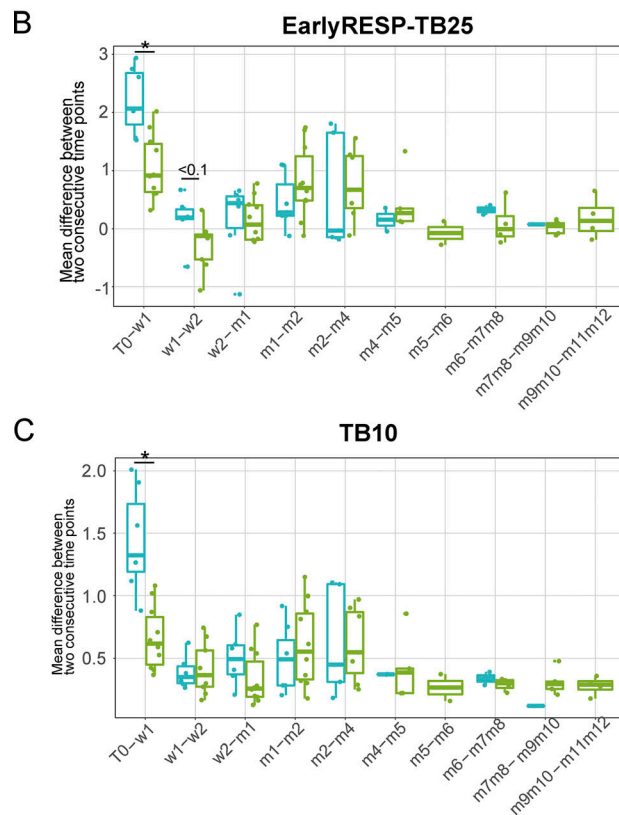 B
EarlyRESP-TB25
Mean difference between
two consecutive time points
3
2
1
0
-1
*
<0.1
T0-w1
w1-w2
w2-m1
m1-m2
m2-m4
m4-m5
m5-m6
m6-m7m8
m7m8-m9m10
m9m10-m11m12
C
TB10
Mean difference between
two consecutive time points
2.0
1.5
1.0
0.5
*
T0-w1
w1-w2
w2-m1
m1-m2
m2-m4
m4-m5
m5-m6
m6-m7m8
m7m8-m9m10
m9m10-m11m12